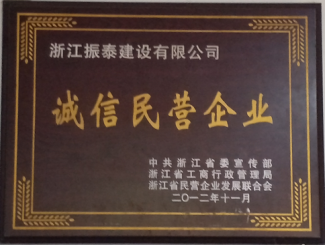 浙江振泰建设有限公司
诚信民营企业
中共浙江省委宣传部
浙江省工商行政管理局
浙江省民营企业发展联合会
二〇一二年十一月